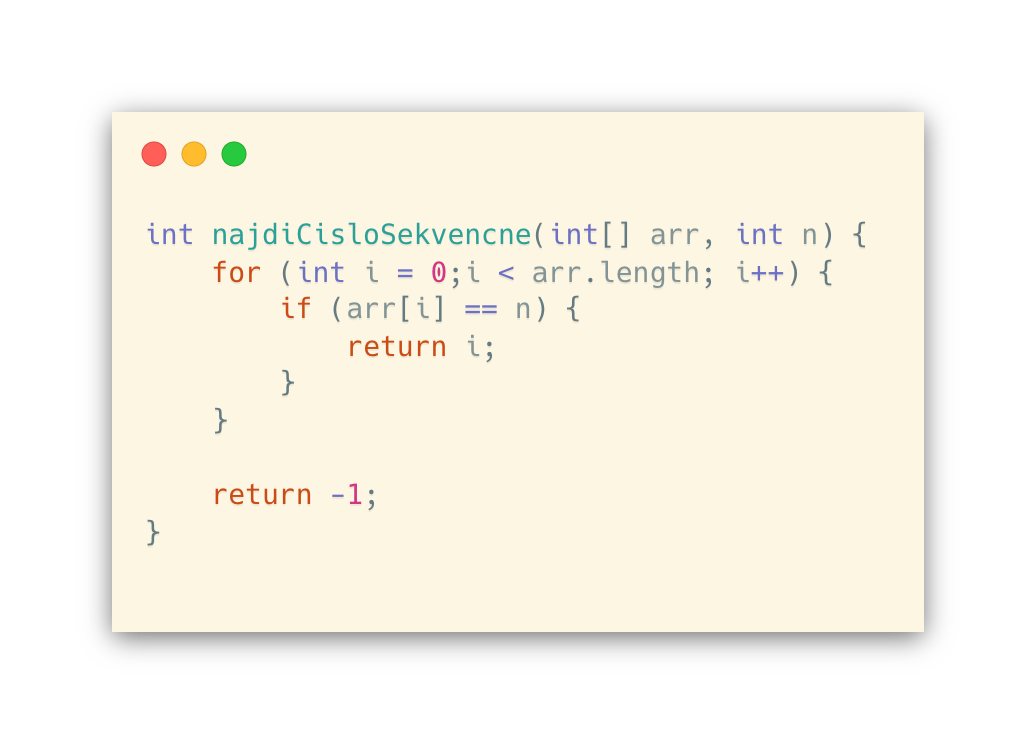 int najdiCisloSekvencne(int[] arr, int n) {
    for (int i = 0;i < arr.length; i++) {
        if (arr[i] == n) {
            return i;
        }
    }

    return -1;
}